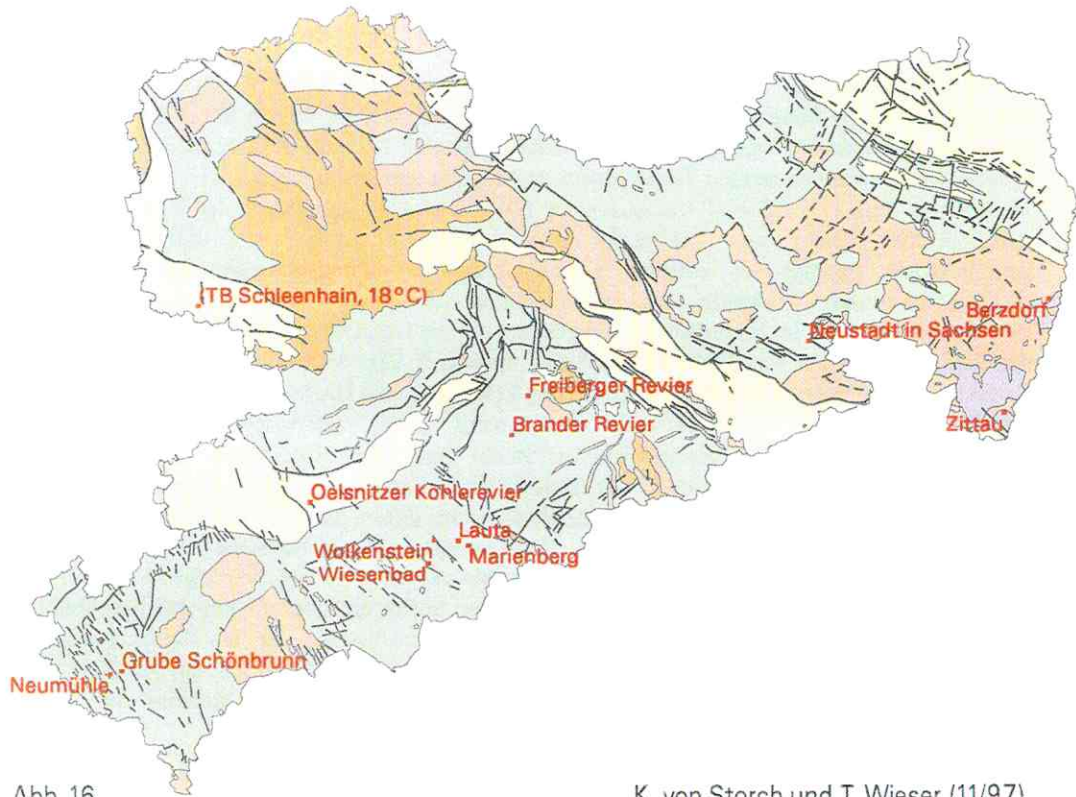 (TB Schleenhain, 18°C)
Berzdorf
Neustadt in Sachsen
Freiberger Revier
Zittau
Brander Revier
Oelsnitzer Kohlerevier
Lauta
Wolkenstein
Marienberg
Wiesenbad
Grube Schönbrunn
Neumühle
Abb. 16
K. von Storch und T. Wieser (11/97)